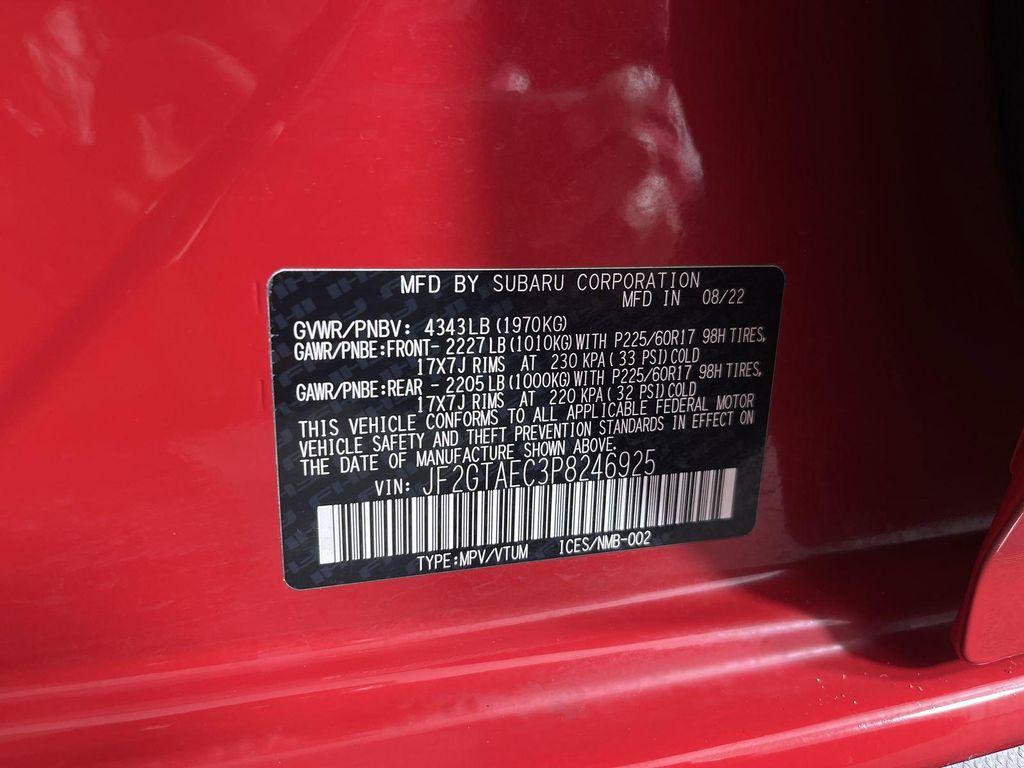 MFD BY SUBARU CORPORATION
MFD IN 08/22
GVWR/PNBV: 4343LB (1970KG)
GAWR/PNBE:FRONT- 2227LB (1010KG) WITH P225/60R17 98H TIRES,
17X7J RIMS AT 230 KPA( 33 PSI) COLD
GAWR/PNBE:REAR - 2205LB (1000KG) WITH P225/60R17 98H TIRES,
17X7J RIMS AT 220 KPA( 32 PSI) COLD
THIS VEHICLE CONFORMS TO ALL APPLICABLE FEDERAL MOTOR
VEHICLE SAFETY AND THEFT PREVENTION STANDARDS IN EFFECT ON
THE DATE OF MANUFACTURE SHOWN ABOVE.
VIN: JF2GTAEC3P8246925
TYPE:MPV/VTUM ICES/NMB-002